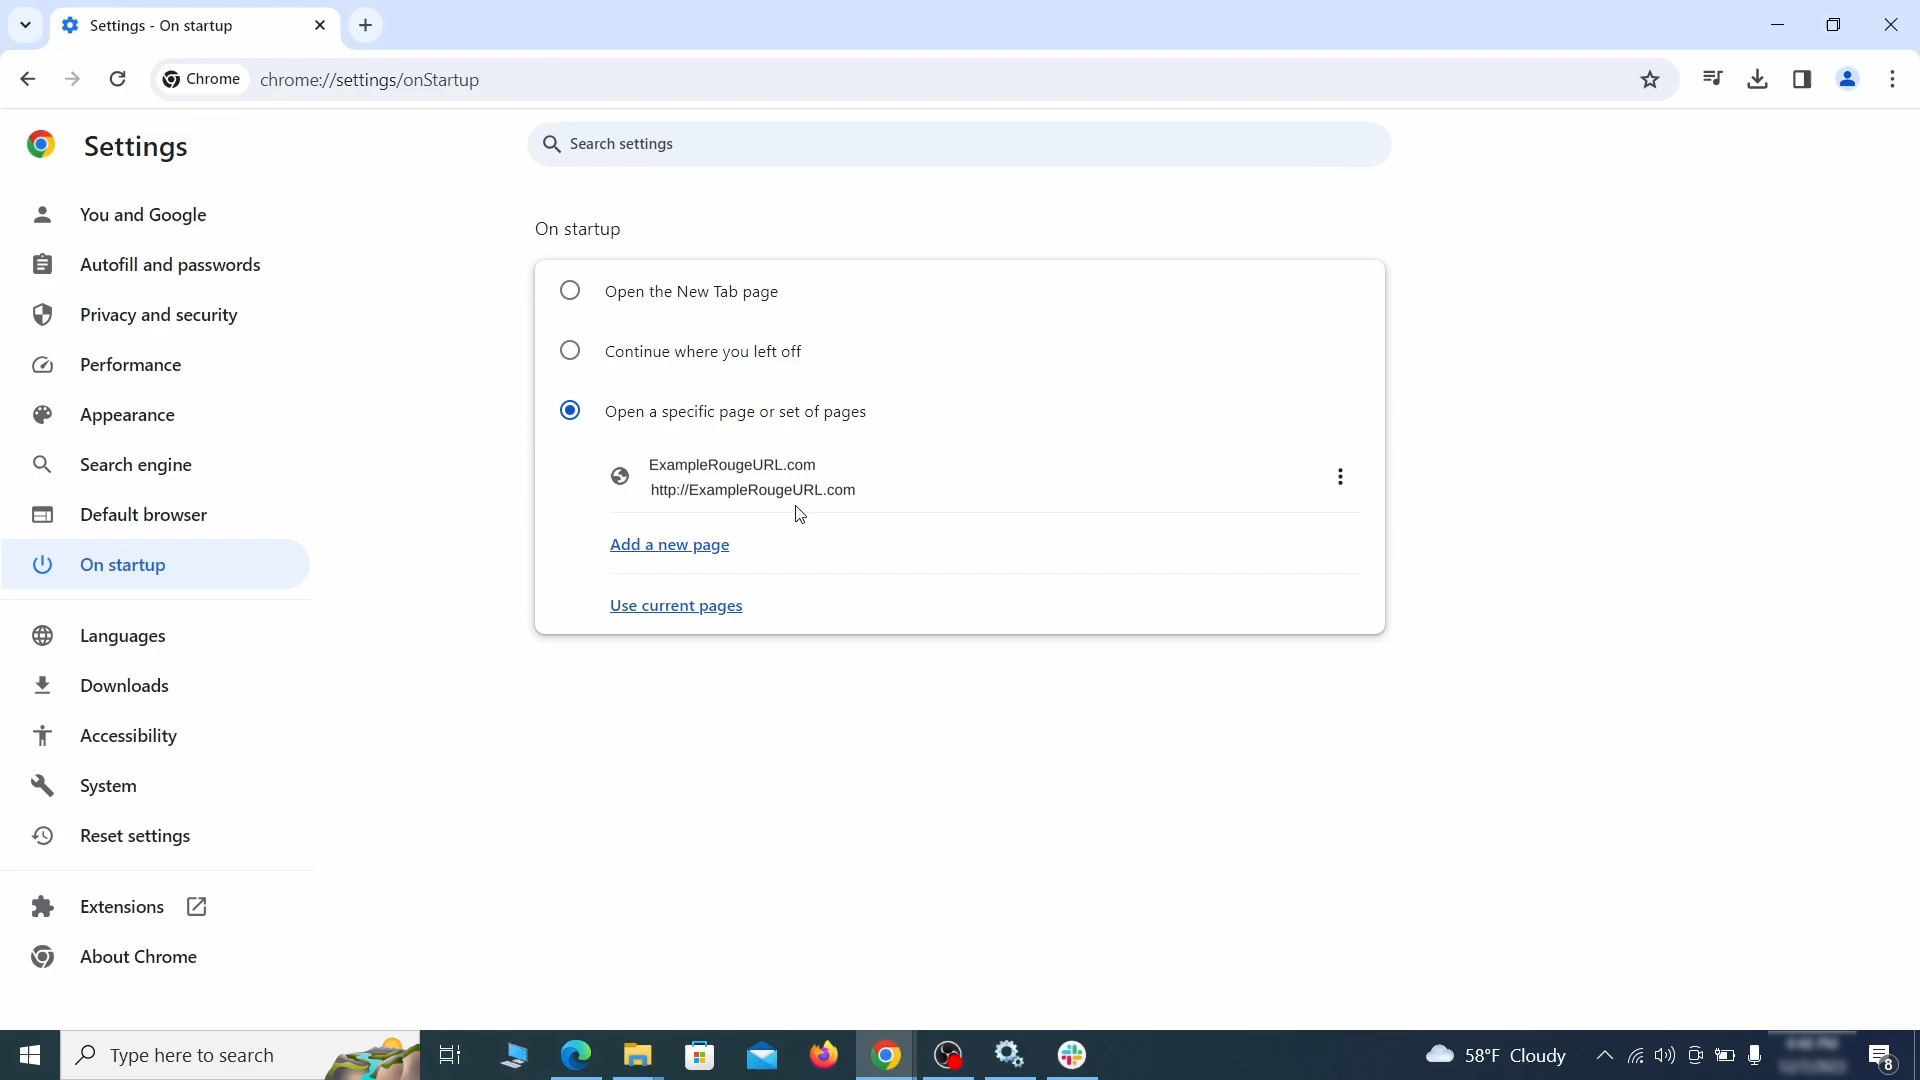 Settings - On startup
Chrome
chrome://settings/onStartup
Settings
Search settings
You and Google
Autofill and passwords
Privacy and security
Performance
Appearance
Search engine
Default browser
On startup
Languages
Downloads
Accessibility
System
Reset settings
Extensions
About Chrome
On startup
Open the New Tab page
Continue where you left off
Open a specific page or set of pages
ExampleRougeURL.com
http://ExampleRougeURL.com
Add a new page
Use current pages
Type here to search
58°F Cloudy
8